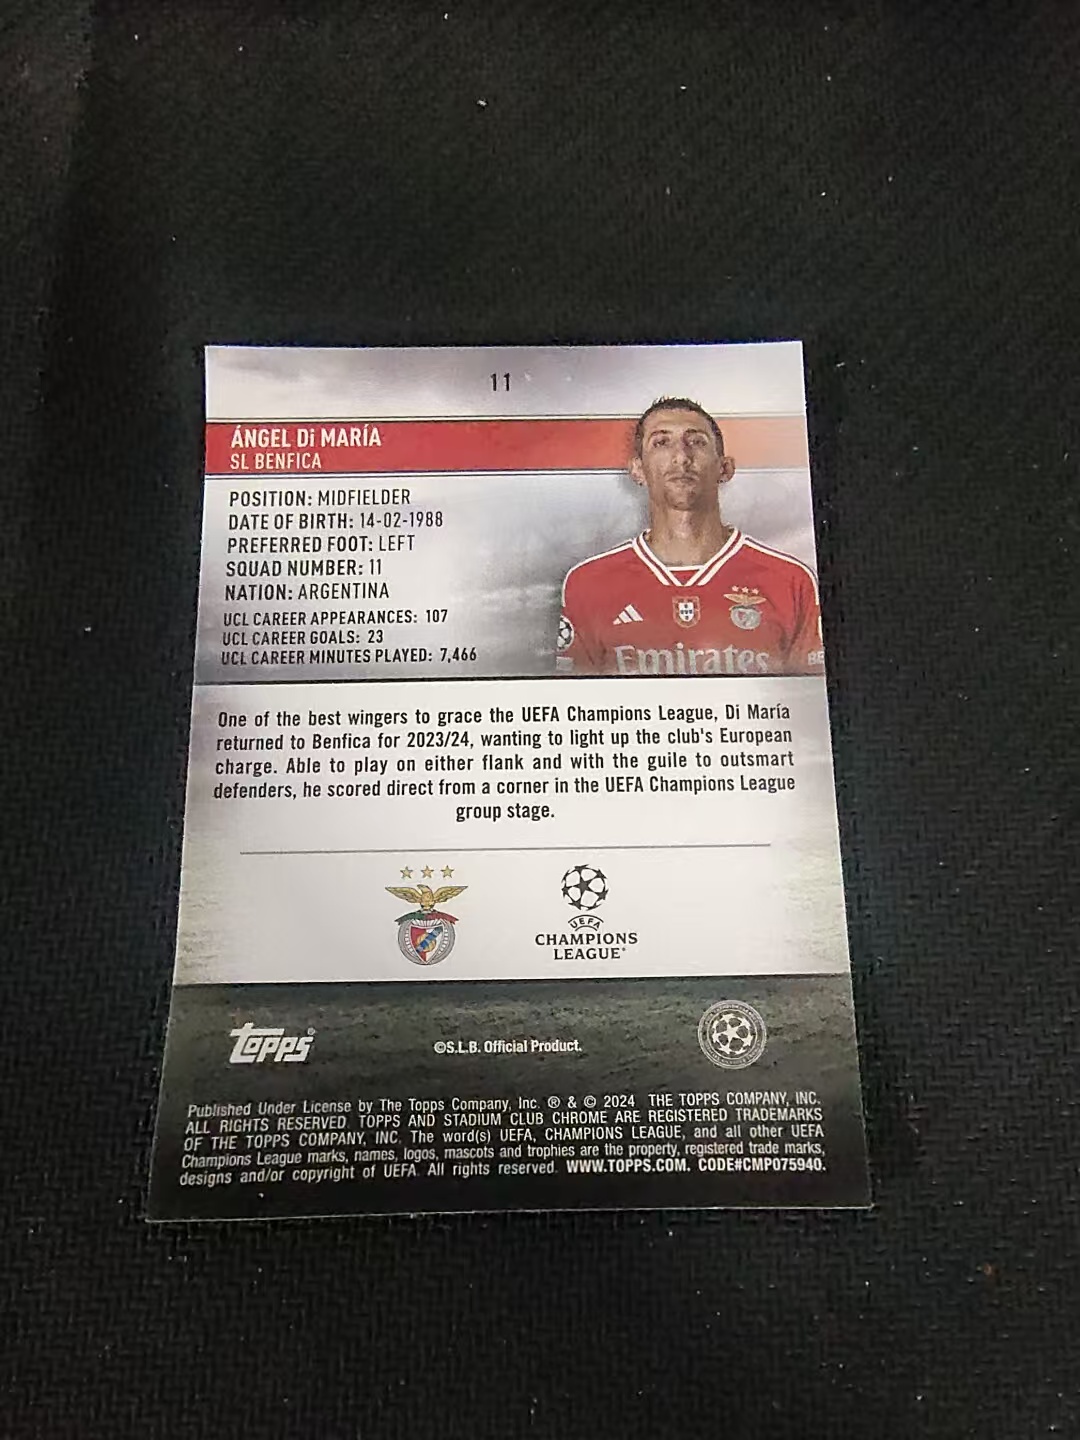 11
ÁNGEL Di MARÍA
SL BENFICA
POSITION: MIDFIELDER
DATE OF BIRTH: 14-02-1988
PREFERRED FOOT: LEFT
SQUAD NUMBER: 11
NATION: ARGENTINA
UCL CAREER APPEARANCES: 107
UCL CAREER GOALS: 23
UCL CAREER MINUTES PLAYED: 7,466
Emirates
One of the best wingers to grace the UEFA Champions League, Di María
returned to Benfica for 2023/24, wanting to light up the club's European
charge. Able to play on either flank and with the guile to outsmart
defenders, he scored direct from a corner in the UEFA Champions League
group stage.
UEFA
CHAMPIONS
LEAGUE®
Topps®
©S.L.B. Official Product.
Published Under License by The Topps Company, Inc. ® & © 2024 THE TOPPS COMPANY, INC.
ALL RIGHTS RESERVED. TOPPS AND STADIUM CLUB CHROME ARE REGISTERED TRADEMARKS
OF THE TOPPS COMPANY, INC. The word(s) UEFA, CHAMPIONS LEAGUE, and all other UEFA
Champions League marks, names, logos, mascots and trophies are the property, registered trade marks,
designs and/or copyright of UEFA. All rights reserved. WWW.TOPPS.COM. CODE#CMP075940.